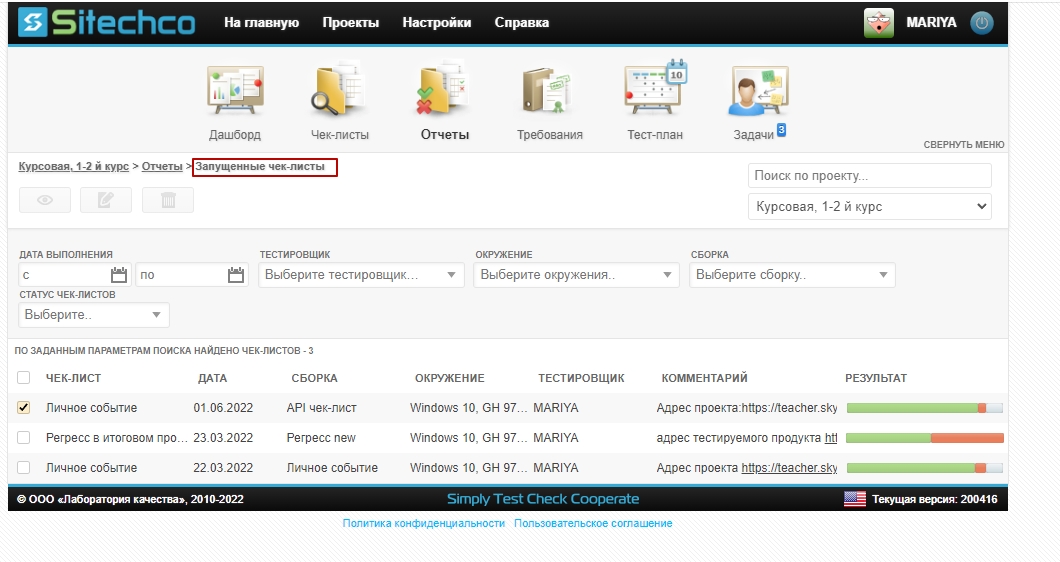 Sitechco На главную Проекты Настройки Справка MARIYA
10
Дашборд Чек-листы Отчеты Требования Тест-план Задачи 3
СВЕРНУТЬ МЕНЮ
Курсовая, 1-2 й курс > Отчеты > Запущенные чек-листы
Поиск по проекту...
Курсовая, 1-2 й курс
ДАТА ВЫПОЛНЕНИЯ ТЕСТИРОВЩИК ОКРУЖЕНИЕ СБОРКА
с по Выберите тестировщик... Выберите окружения.. Выберите сборку..
СТАТУС ЧЕК-ЛИСТОВ
Выберите..
ПО ЗАДАННЫМ ПАРАМЕТРАМ ПОИСКА НАЙДЕНО ЧЕК-ЛИСТОВ - 3
ЧЕК-ЛИСТ ДАТА СБОРКА ОКРУЖЕНИЕ ТЕСТИРОВЩИК КОММЕНТАРИЙ РЕЗУЛЬТАТ
Личное событие 01.06.2022 API чек-лист Windows 10, GH 97... MARIYA Адрес проекта:https://teacher.sky
Регресс в итоговом про... 23.03.2022 Регресс new Windows 10, GH 97... MARIYA адрес тестируемого продукта htt
Личное событие 22.03.2022 Личное событие Windows 10, GH 97... MARIYA Адрес проекта https://teacher.sky
© ООО «Лаборатория качества», 2010-2022 Simply Test Check Cooperate Текущая версия: 200416
Политика конфиденциальности Пользовательское соглашение